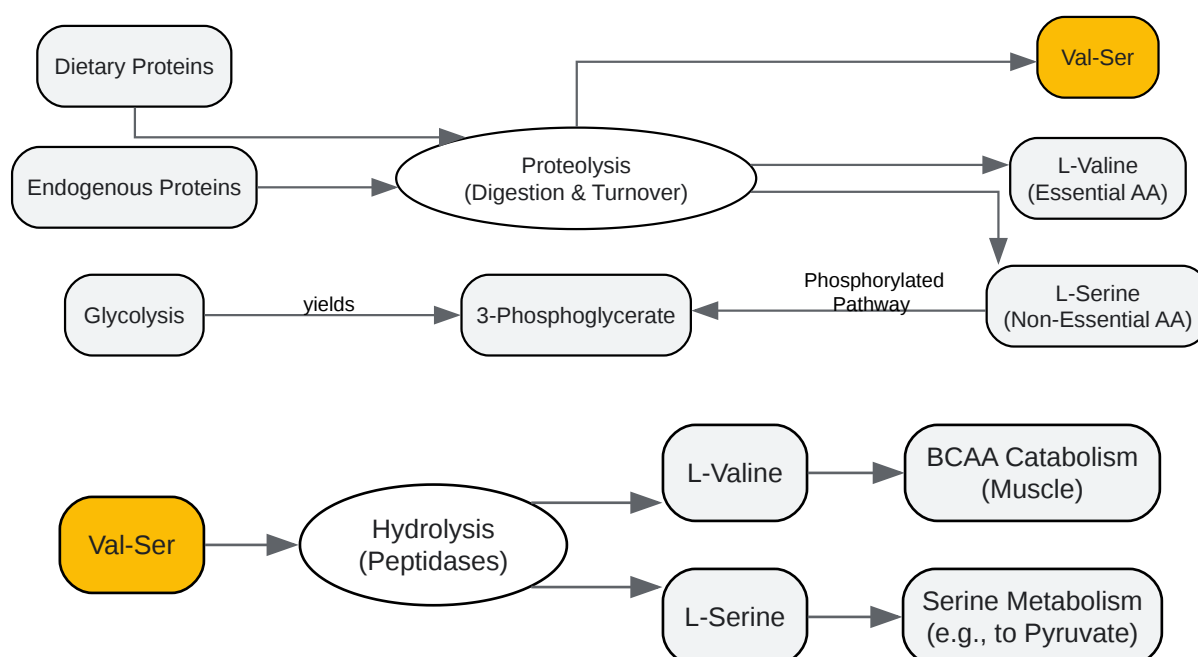 Dietary Proteins
Val-Ser
Proteolysis
(Digestion & Turnover)
L-Valine
(Essential AA)
Endogenous Proteins
Glycolysis
yields
3-Phosphoglycerate
Phosphorylated
Pathway
L-Serine
(Non-Essential AA)
Val-Ser
Hydrolysis
(Peptidases)
L-Valine
BCAA Catabolism
(Muscle)
L-Serine
Serine Metabolism
(e.g., to Pyruvate)